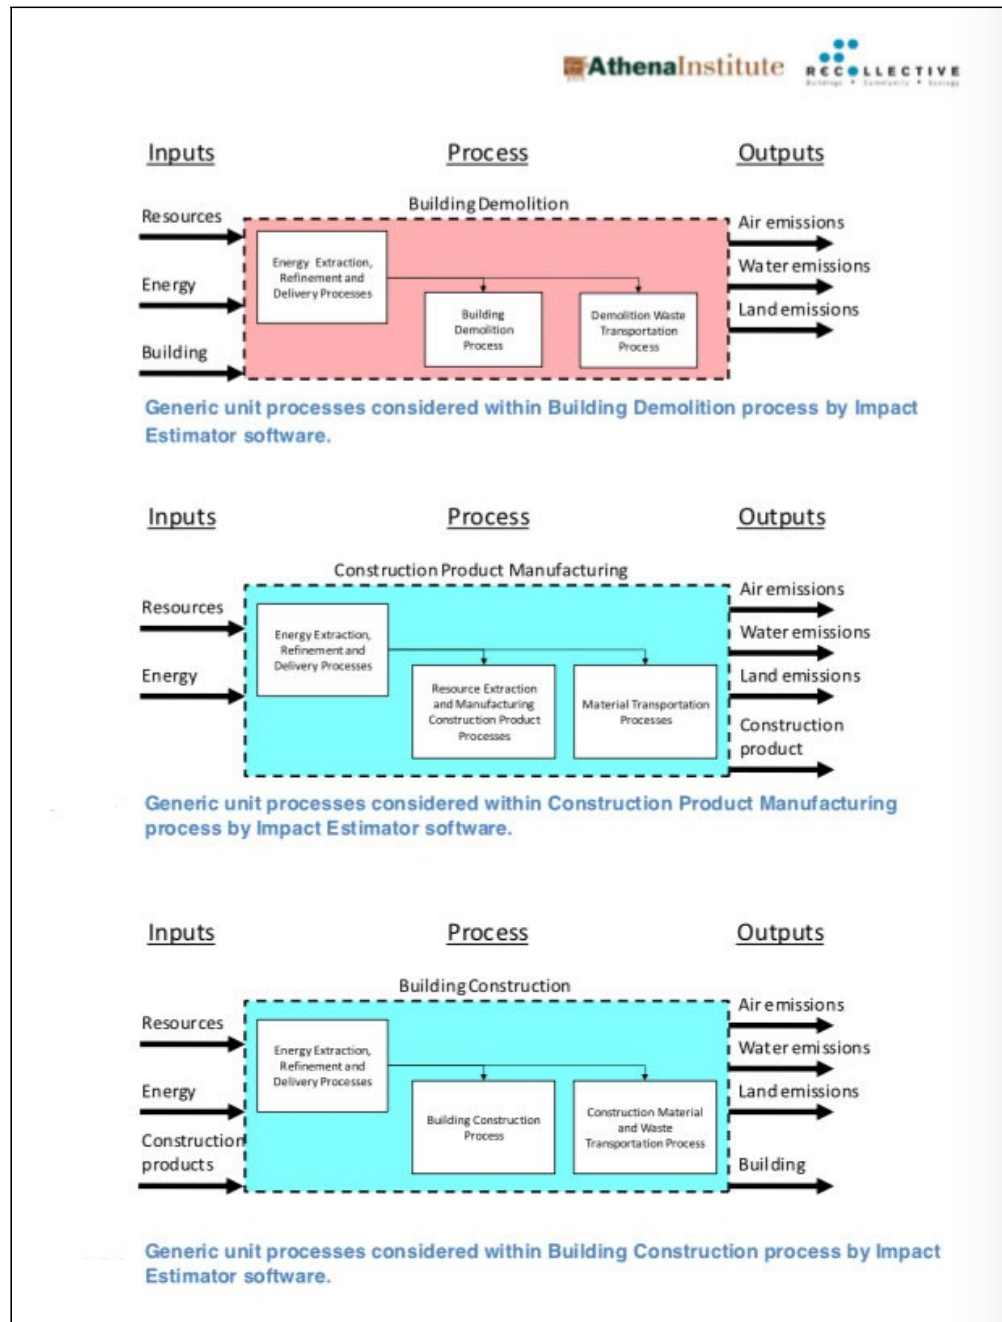 AthenaInstitute
RECOLLECTIVE
Buildings • Community • Ecology
Inputs Process Outputs
Building Demolition
Resources
Energy
Building
Energy Extraction,
Refinement and
Delivery Processes
Building
Demolition
Process
Demolition Waste
Transportation
Process
Air emissions
Water emissions
Land emissions
Generic unit processes considered within Building Demolition process by Impact
Estimator software.
Inputs Process Outputs
Construction Product Manufacturing
Resources
Energy
Energy Extraction,
Refinement and
Delivery Processes
Resource Extraction
and Manufacturing
Construction Product
Processes
Material Transportation
Processes
Air emissions
Water emissions
Land emissions
Construction
product
Generic unit processes considered within Construction Product Manufacturing
process by Impact Estimator software.
Inputs Process Outputs
Building Construction
Resources
Energy
Construction
products
Energy Extraction,
Refinement and
Delivery Processes
Building Construction
Process
Construction Material
and Waste
Transportation Process
Air emissions
Water emissions
Land emissions
Building
Generic unit processes considered within Building Construction process by Impact
Estimator software.